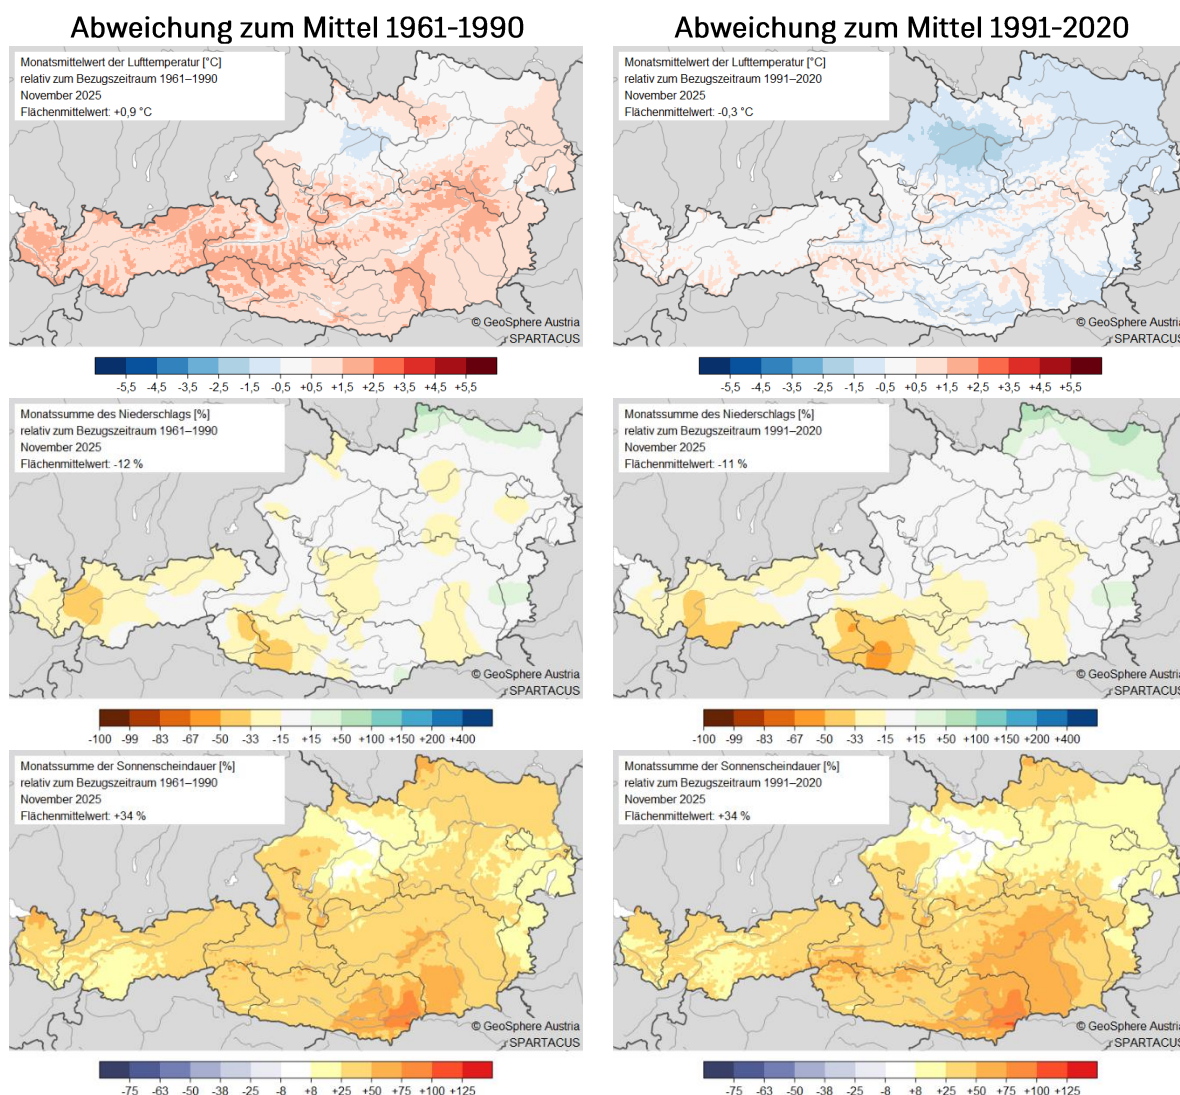 Abweichung zum Mittel 1961-1990
Abweichung zum Mittel 1991-2020
Monatsmittelwert der Lufttemperatur [°C]
relativ zum Bezugszeitraum 1961–1990
November 2025
Flächenmittelwert: +0,9 °C
© GeoSphere Austria
SPARTACUS
-5,5 -4,5 -3,5 -2,5 -1,5 -0,5 +0,5 +1,5 +2,5 +3,5 +4,5 +5,5
Monatsmittelwert der Lufttemperatur [°C]
relativ zum Bezugszeitraum 1991–2020
November 2025
Flächenmittelwert: -0,3 °C
© GeoSphere Austria
SPARTACUS
-5,5 -4,5 -3,5 -2,5 -1,5 -0,5 +0,5 +1,5 +2,5 +3,5 +4,5 +5,5
Monatssumme des Niederschlags [%]
relativ zum Bezugszeitraum 1961–1990
November 2025
Flächenmittelwert: -12 %
© GeoSphere Austria
SPARTACUS
-100 -99 -83 -67 -50 -33 -15 +15 +50 +100 +150 +200 +400
Monatssumme des Niederschlags [%]
relativ zum Bezugszeitraum 1991–2020
November 2025
Flächenmittelwert: -11 %
© GeoSphere Austria
SPARTACUS
-100 -99 -83 -67 -50 -33 -15 +15 +50 +100 +150 +200 +400
Monatssumme der Sonnenscheindauer [%]
relativ zum Bezugszeitraum 1961–1990
November 2025
Flächenmittelwert: +34 %
© GeoSphere Austria
SPARTACUS
-75 -63 -50 -38 -25 -8 +8 +25 +50 +75 +100 +125
Monatssumme der Sonnenscheindauer [%]
relativ zum Bezugszeitraum 1991–2020
November 2025
Flächenmittelwert: +34 %
© GeoSphere Austria
SPARTACUS
-75 -63 -50 -38 -25 -8 +8 +25 +50 +75 +100 +125